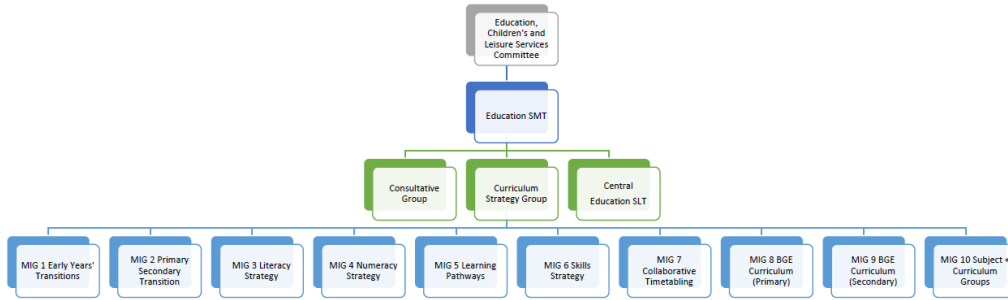 Education,
Children's and
Leisure Services
Committee
Education SMT
Consultative
Group
Curriculum
Strategy Group
Central
Education SLT
MIG 1 Early Years'
Transitions
MIG 2 Primary
Secondary
Transition
MIG 3 Literacy
Strategy
MIG 4 Numeracy
Strategy
MIG 5 Learning
Pathways
MIG 6 Skills
Strategy
MIG 7
Collaborative
Timetabling
MIG 8 BGE
Curriculum
(Primary)
MIG 9 BGE
Curriculum
(Secondary)
MIG 10 Subject +
Curriculum
Groups